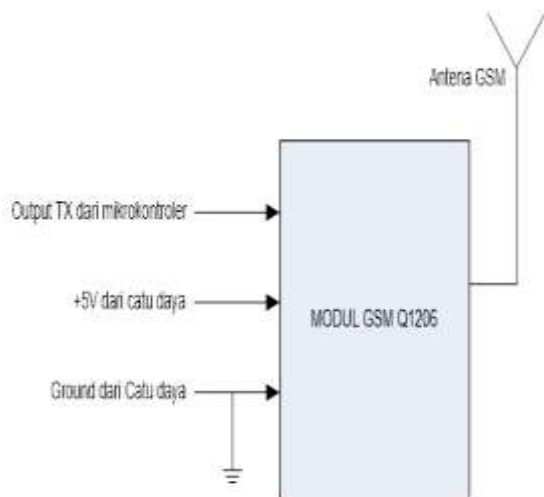 Antena GSM
Output TX dari mikrokontroler
+5V dari catu daya
MODUL GSM Q1206
Ground dari Catu daya